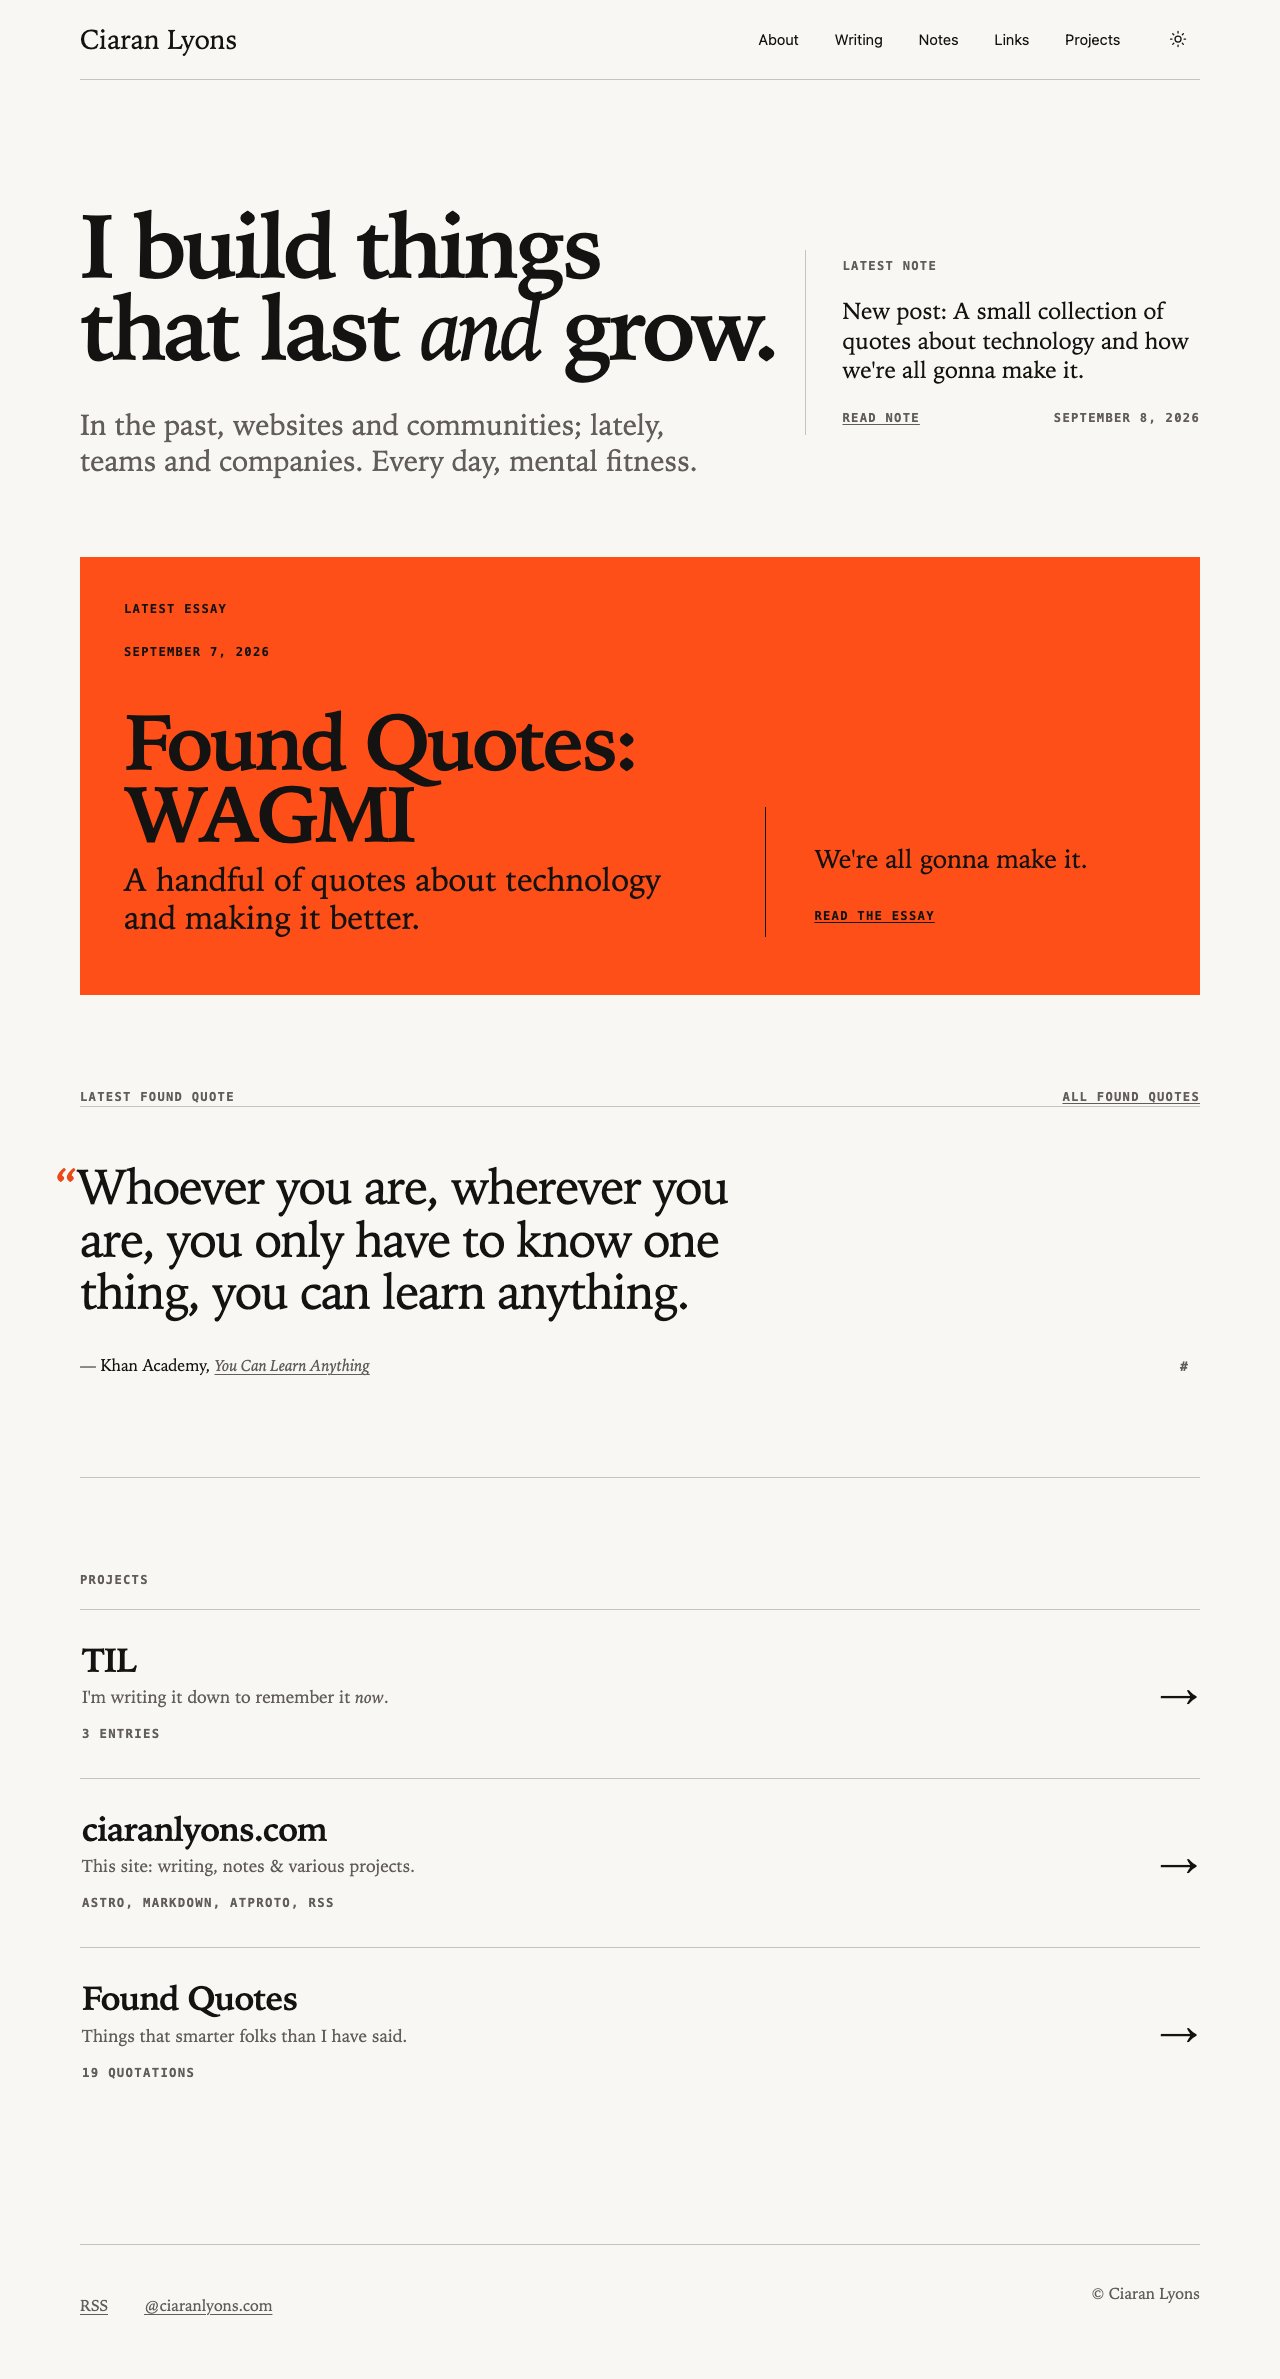 Ciaran Lyons
About Writing Notes Links Projects
I build things
that last and grow.
In the past, websites and communities; lately,
teams and companies. Every day, mental fitness.
LATEST NOTE
New post: A small collection of
quotes about technology and how
we're all gonna make it.
READ NOTE SEPTEMBER 8, 2026
LATEST ESSAY
SEPTEMBER 7, 2026
Found Quotes:
WAGMI
A handful of quotes about technology
and making it better.
We're all gonna make it.
READ THE ESSAY
LATEST FOUND QUOTE ALL FOUND QUOTES
“Whoever you are, wherever you
are, you only have to know one
thing, you can learn anything.
— Khan Academy, You Can Learn Anything #
PROJECTS
TIL
I'm writing it down to remember it now.
3 ENTRIES
→
ciaranlyons.com
This site: writing, notes & various projects.
ASTRO, MARKDOWN, ATPROTO, RSS
→
Found Quotes
Things that smarter folks than I have said.
19 QUOTATIONS
→
RSS @ciaranlyons.com
© Ciaran Lyons